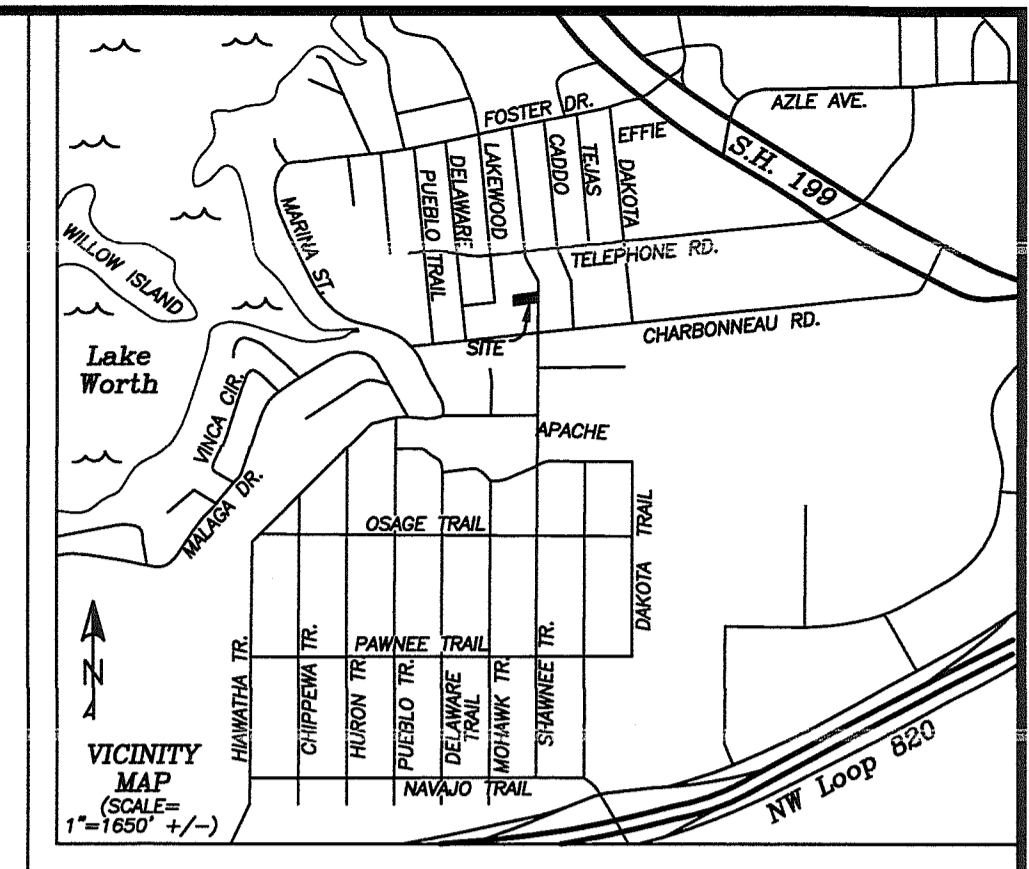 FOSTER DR.
AZLE AVE.
EFFIE
S.H. 199
PUEBLO TRAIL
DELAWARE
LAKEWOOD
CADDO
TEJAS
DAKOTA
MARINA ST.
WILLOW ISLAND
TELEPHONE RD.
CHARBONNEAU RD.
SITE
Lake
Worth
VINCA CIR.
MALAGA DR.
APACHE
OSAGE TRAIL
DAKOTA TRAIL
PAWNEE TRAIL
HIAWATHA TR.
CHIPPEWA TR.
HURON TR.
PUEBLO TR.
DELAWARE
TRAIL
MOHAWK TR.
SHAWNEE TR.
NAVAJO TRAIL
NW Loop 820
N
VICINITY
MAP
(SCALE=
1"=1650' +/-)